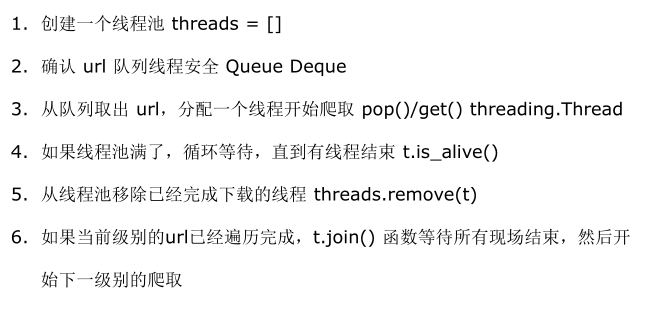 1. 创建一个线程池 threads = []
2. 确认 url 队列线程安全 Queue Deque
3. 从队列取出 url，分配一个线程开始爬取 pop()/get() threading.Thread
4. 如果线程池满了，循环等待，直到有线程结束 t.is_alive()
5. 从线程池移除已经完成下载的线程 threads.remove(t)
6. 如果当前级别的url已经遍历完成，t.join() 函数等待所有现场结束，然后开
始下一级别的爬取